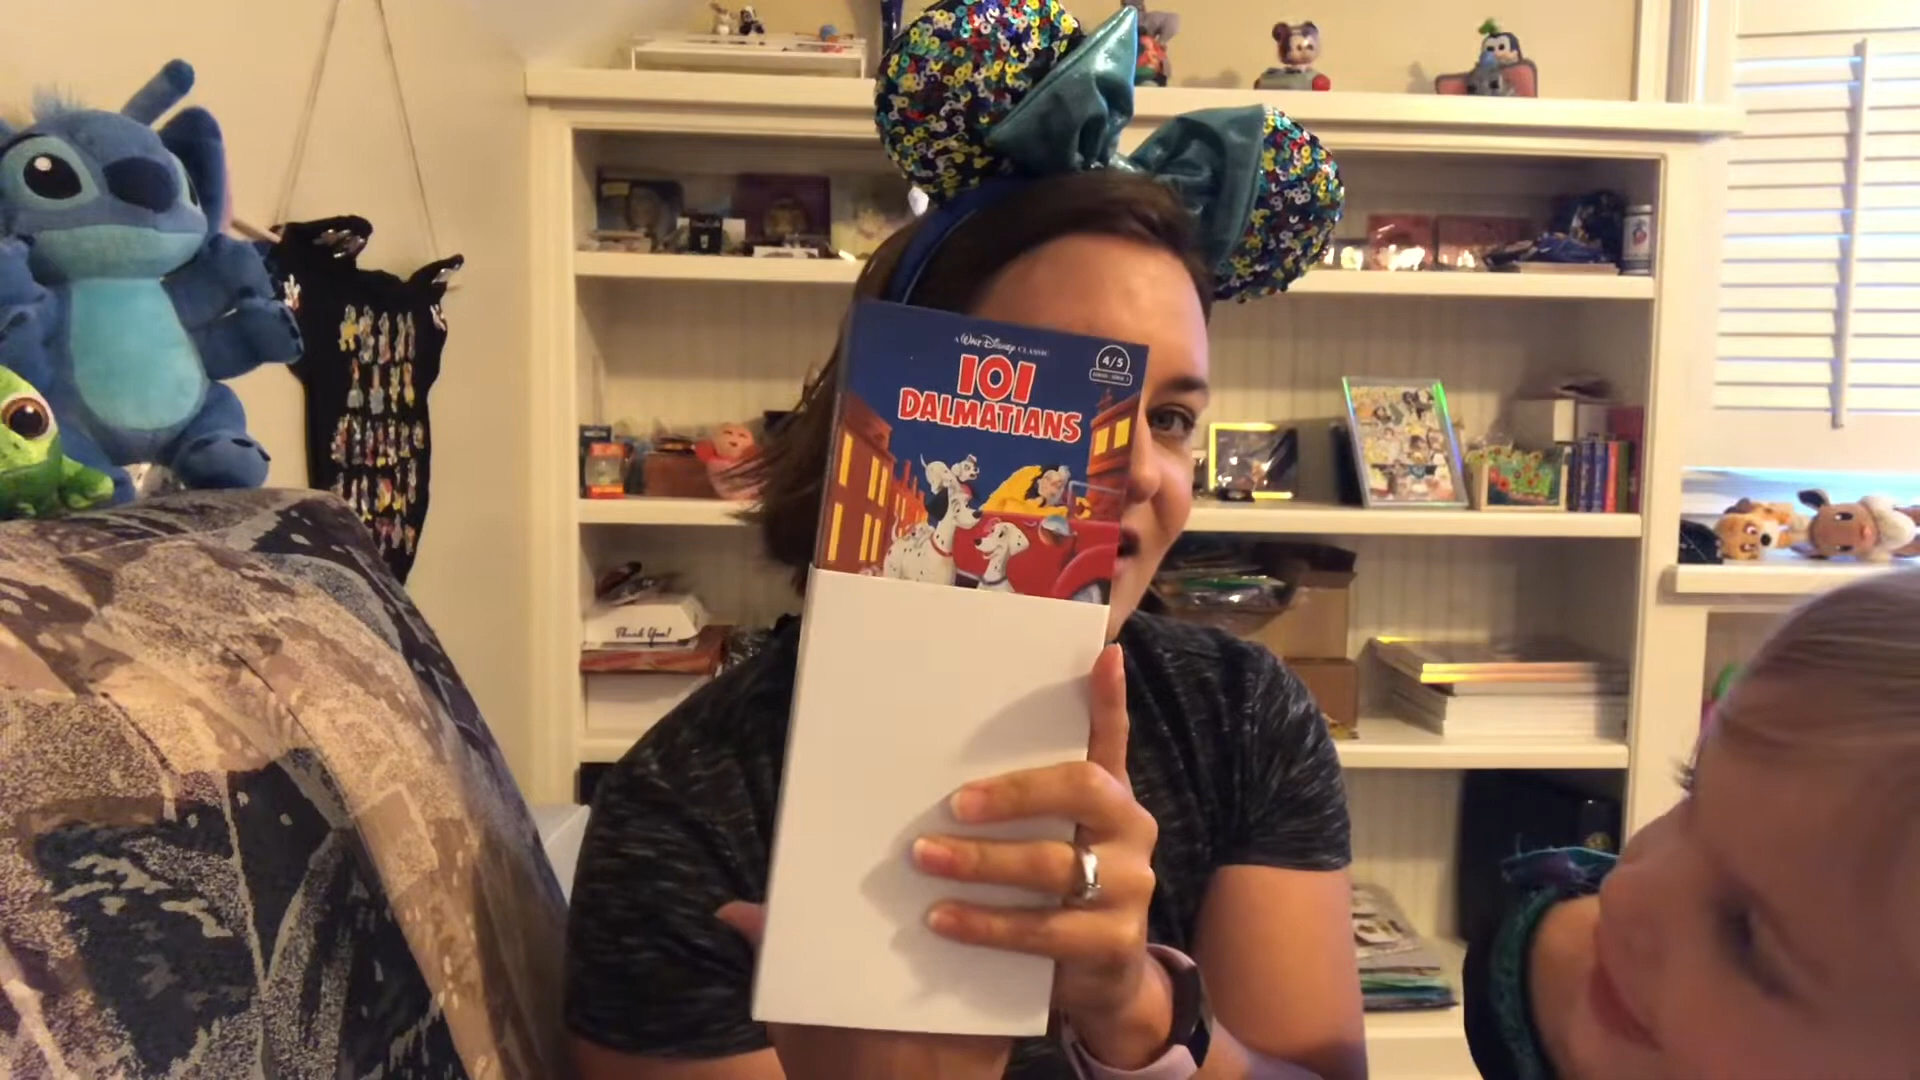 A Walt Disney CLASSIC
101
DALMATIANS
4/5
Thank You!